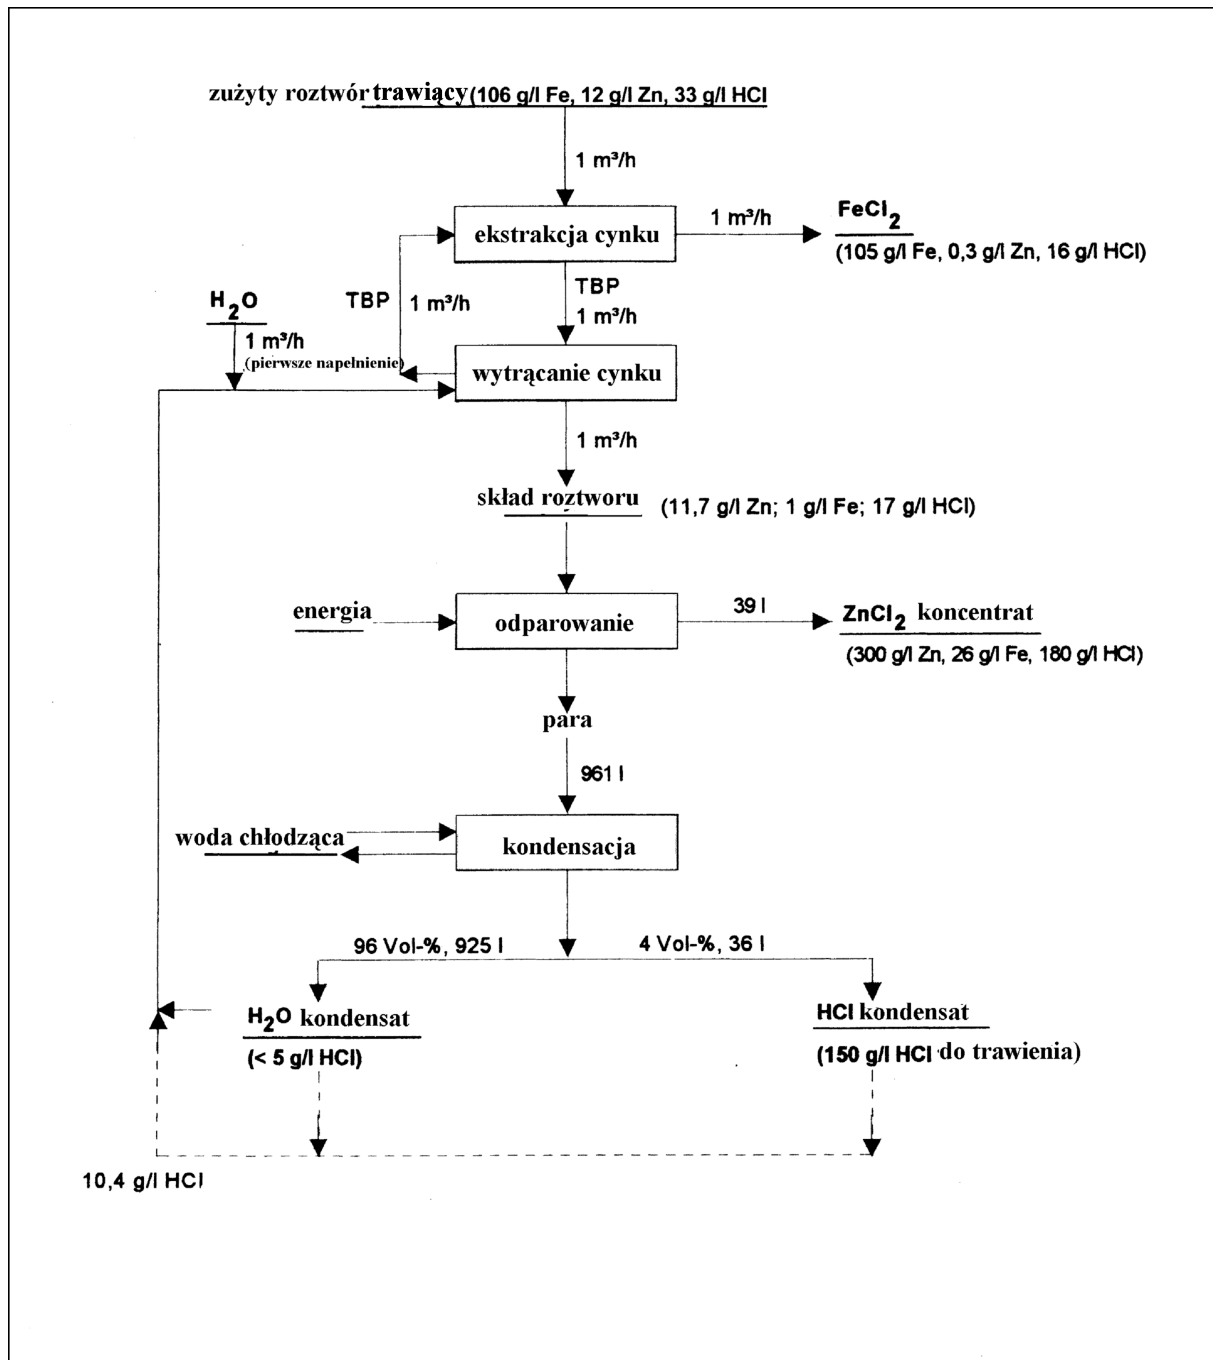 zużyty roztwór trawiący (106 g/l Fe, 12 g/l Zn, 33 g/l HCl
1 m³/h
ekstrakcja cynku
1 m³/h
FeCl₂
(105 g/l Fe, 0,3 g/l Zn, 16 g/l HCl)
TBP
1 m³/h
TBP
1 m³/h
H₂O
1 m³/h
(pierwsze napełnienie)
wytrącanie cynku
1 m³/h
skład roztworu (11,7 g/l Zn; 1 g/l Fe; 17 g/l HCl)
energia
odparowanie
39 l
ZnCl₂ koncentrat
(300 g/l Zn, 26 g/l Fe, 180 g/l HCl)
para
961 l
woda chłodząca
kondensacja
96 Vol-%, 925 l
4 Vol-%, 36 l
H₂O kondensat
(< 5 g/l HCl)
HCl kondensat
(150 g/l HCl do trawienia)
10,4 g/l HCl